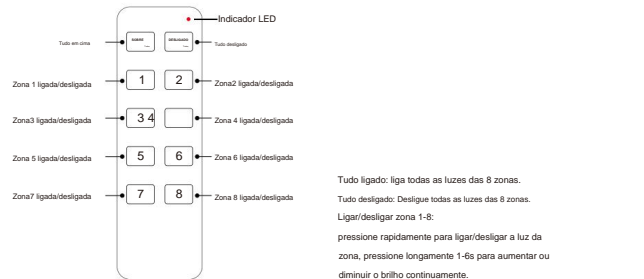 Indicador LED
Tudo em cima
SOBRE
DESLIGADO
Tudo desligado
Zona 1 ligada/desligada
1
2
Zona2 ligada/desligada
Zona3 ligada/desligada
3 4
Zona 4 ligada/desligada
Zona 5 ligada/desligada
5
6
Zona 6 ligada/desligada
Zona7 ligada/desligada
7
8
Zona 8 ligada/desligada
Tudo ligado: liga todas as luzes das 8 zonas.
Tudo desligado: Desligue todas as luzes das 8 zonas.
Ligar/desligar zona 1-8:
pressione rapidamente para ligar/desligar a luz da
zona, pressione longamente 1-6s para aumentar ou
diminuir o brilho continuamente.